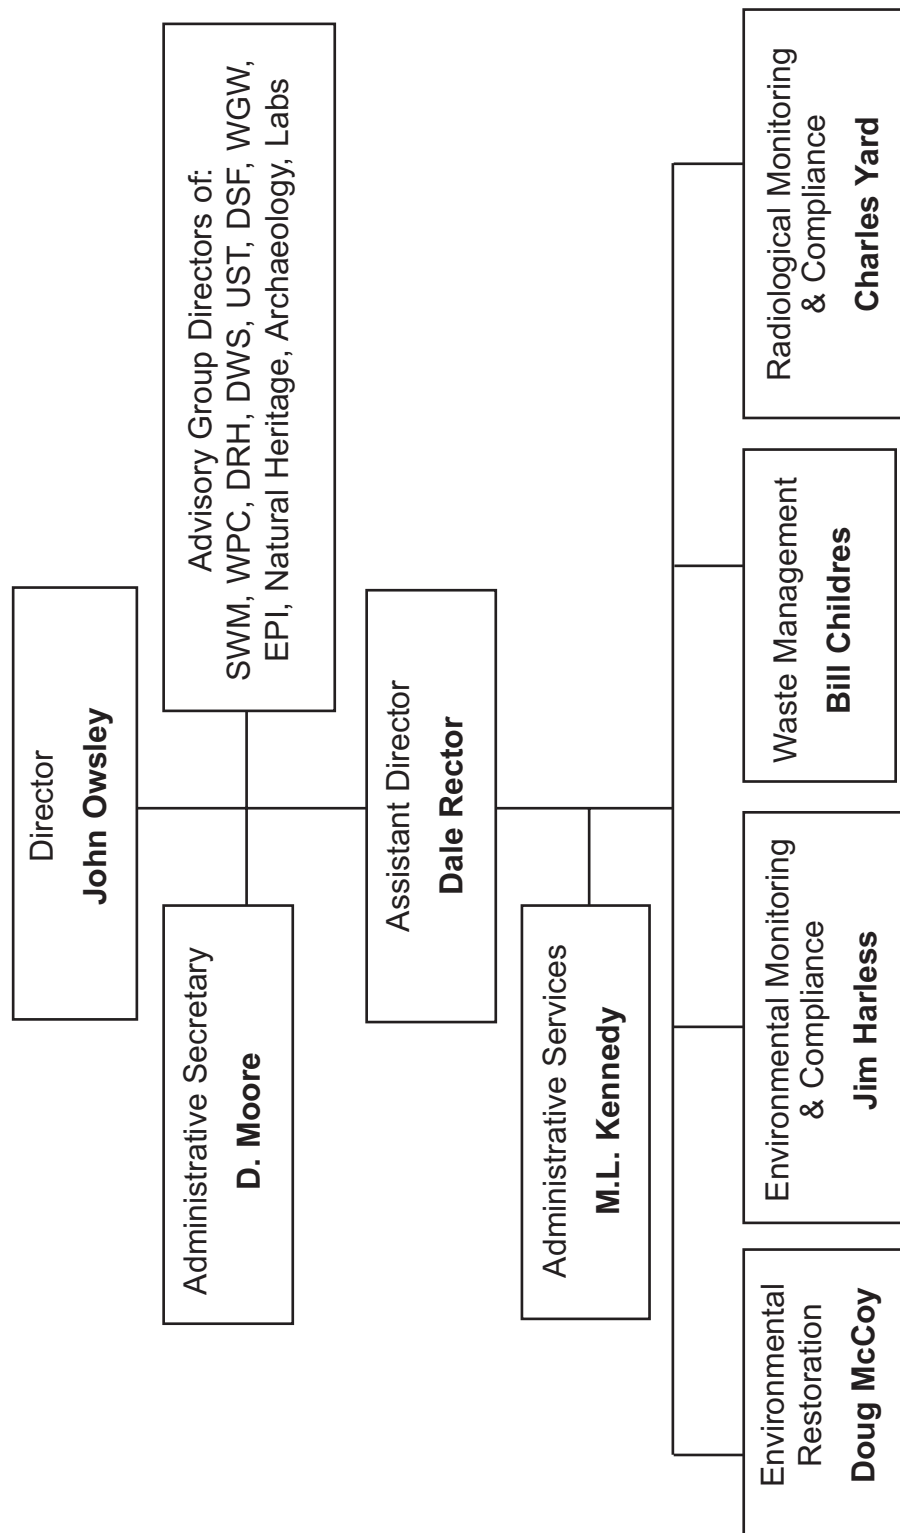 Director
John Owsley
Administrative Secretary
D. Moore
Advisory Group Directors of:
SWM, WPC, DRH, DWS, UST, DSF, WGW,
EPI, Natural Heritage, Archaeology, Labs
Assistant Director
Dale Rector
Administrative Services
M.L. Kennedy
Environmental
Restoration
Doug McCoy
Environmental Monitoring
& Compliance
Jim Harless
Waste Management
Bill Childres
Radiological Monitoring
& Compliance
Charles Yard